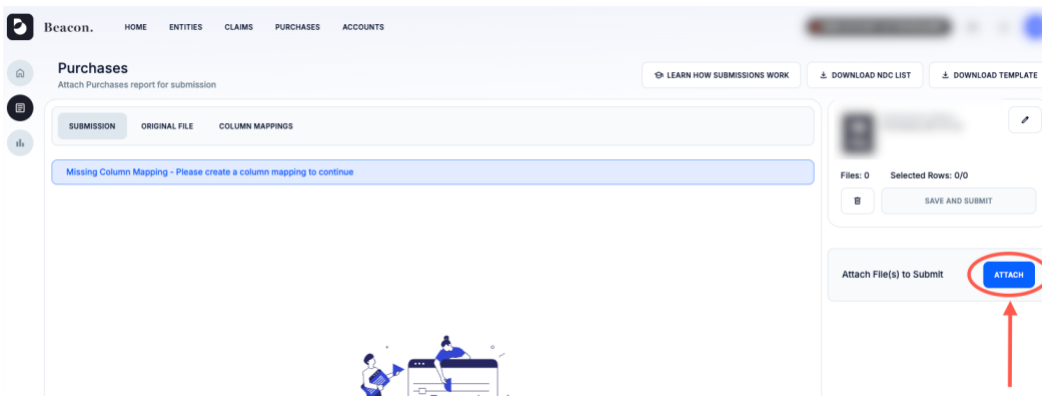 Beacon. HOME ENTITIES CLAIMS PURCHASES ACCOUNTS
Purchases
Attach Purchases report for submission
LEARN HOW SUBMISSIONS WORK DOWNLOAD NDC LIST DOWNLOAD TEMPLATE
SUBMISSION ORIGINAL FILE COLUMN MAPPINGS
Missing Column Mapping - Please create a column mapping to continue
Files: 0 Selected Rows: 0/0
SAVE AND SUBMIT
Attach File(s) to Submit ATTACH